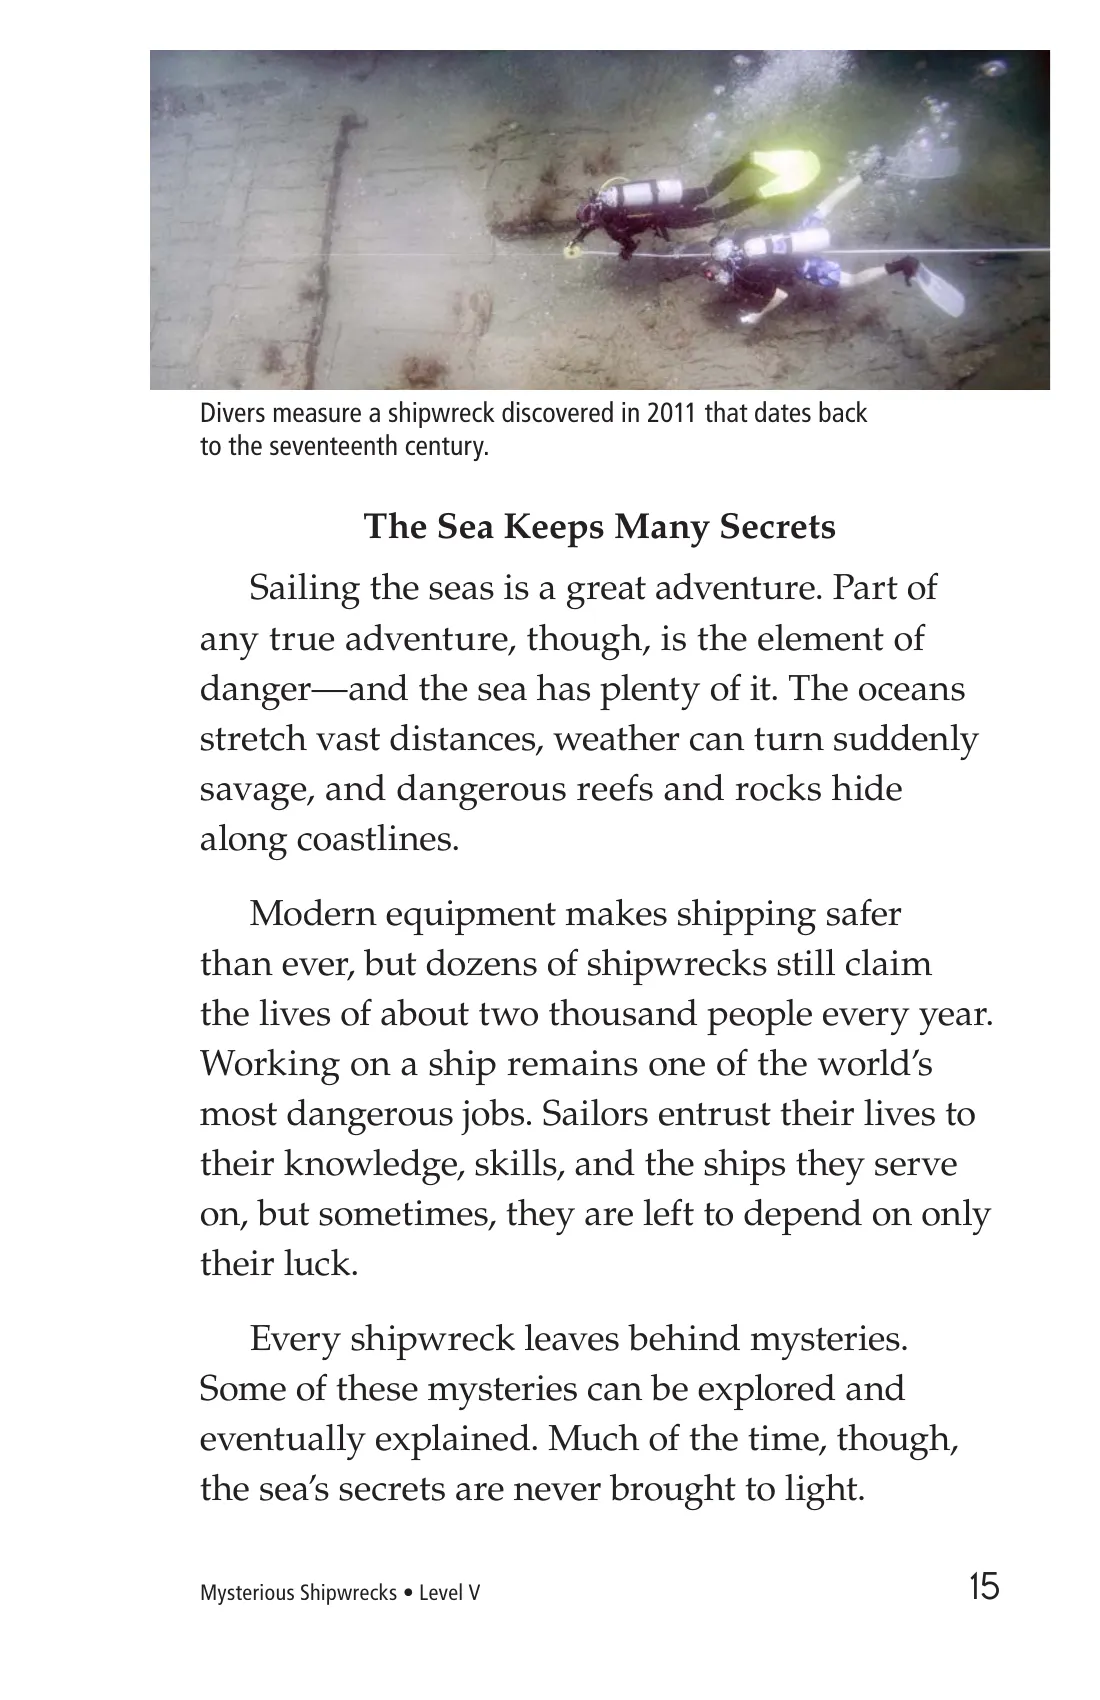 Divers measure a shipwreck discovered in 2011 that dates back
to the seventeenth century.
The Sea Keeps Many Secrets
Sailing the seas is a great adventure. Part of
any true adventure, though, is the element of
danger—and the sea has plenty of it. The oceans
stretch vast distances, weather can turn suddenly
savage, and dangerous reefs and rocks hide
along coastlines.
Modern equipment makes shipping safer
than ever, but dozens of shipwrecks still claim
the lives of about two thousand people every year.
Working on a ship remains one of the world’s
most dangerous jobs. Sailors entrust their lives to
their knowledge, skills, and the ships they serve
on, but sometimes, they are left to depend on only
their luck.
Every shipwreck leaves behind mysteries.
Some of these mysteries can be explored and
eventually explained. Much of the time, though,
the sea’s secrets are never brought to light.
Mysterious Shipwrecks • Level V
15